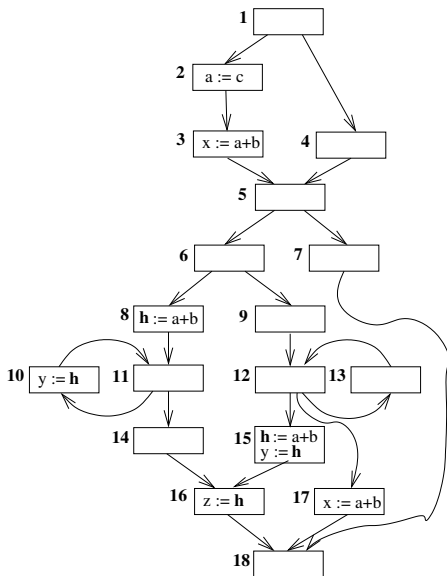 1
2 a := c
3 x := a+b 4
5
6 7
8 h := a+b 9
10 y := h 11 12 13
14 15 h := a+b
y := h
16 z := h 17 x := a+b
18